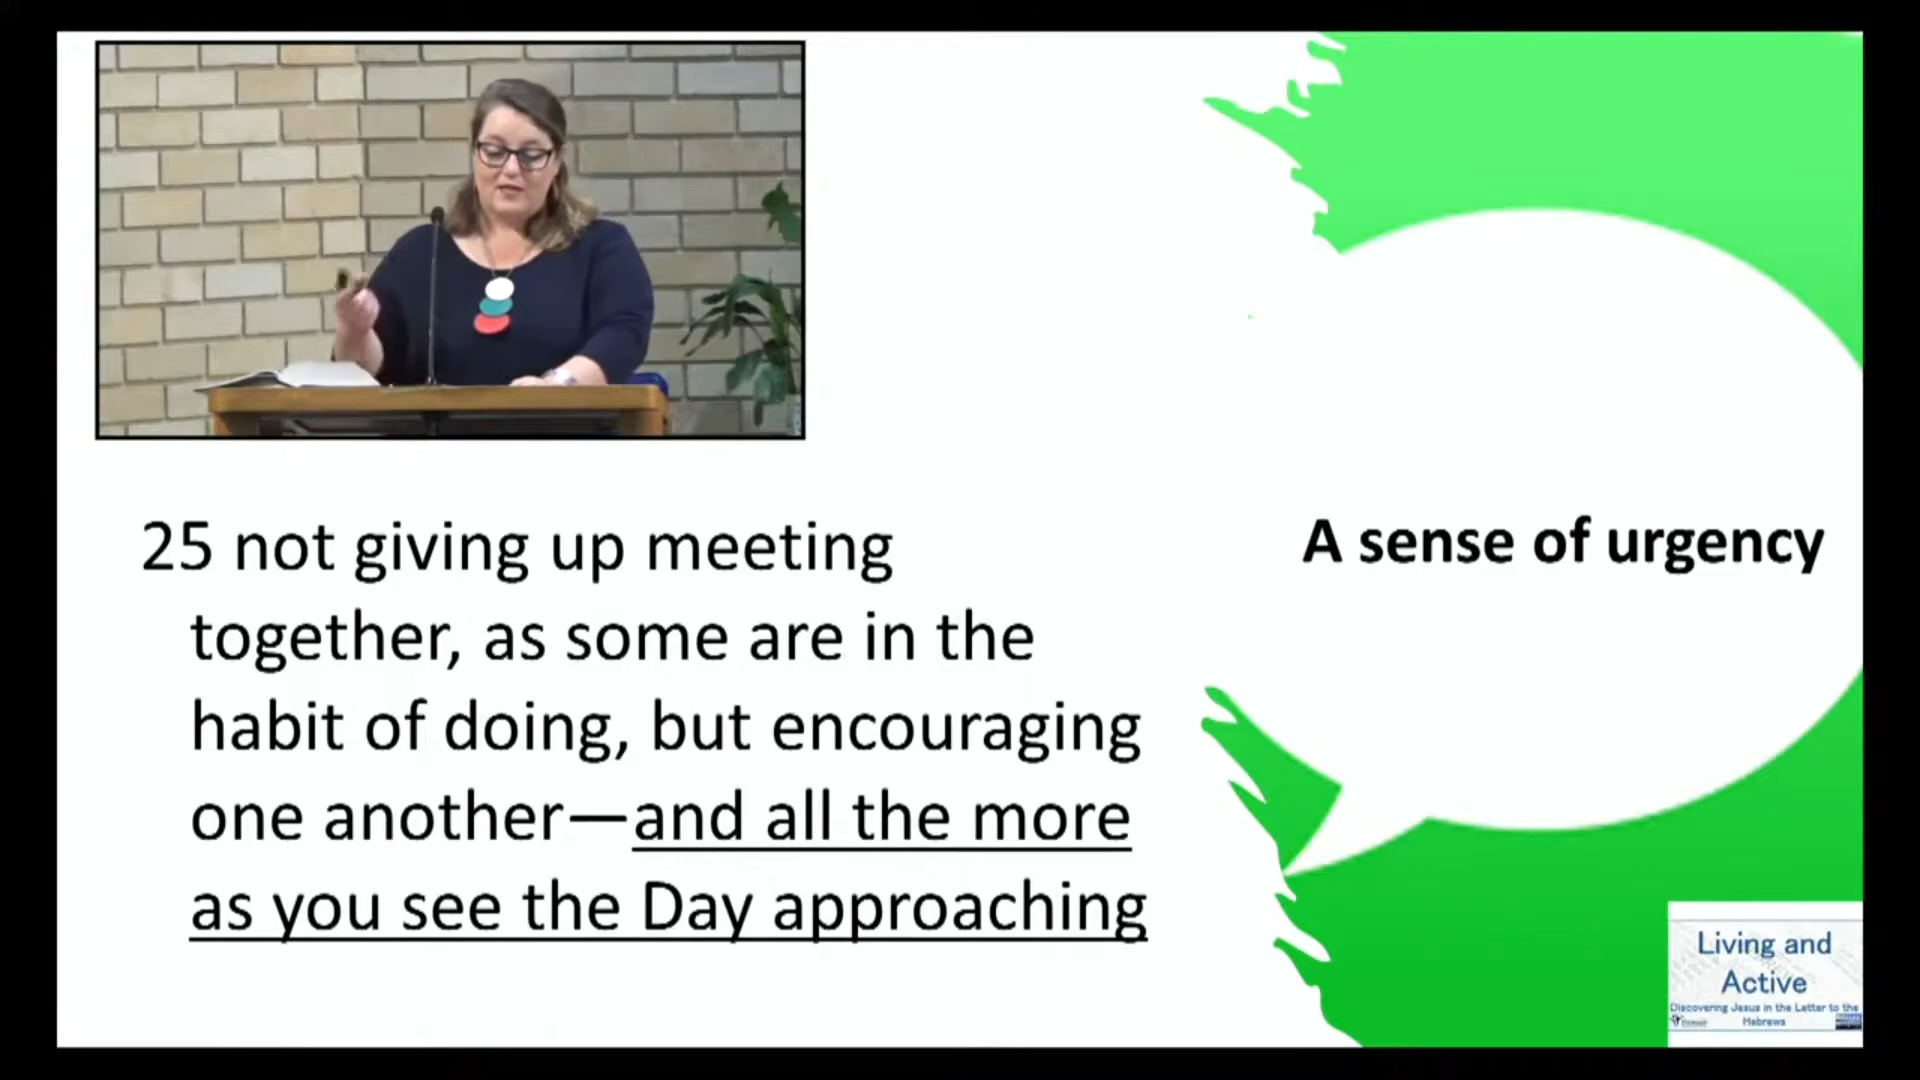 25 not giving up meeting
together, as some are in the
habit of doing, but encouraging
one another—and all the more
as you see the Day approaching
A sense of urgency
Living and
Active
Discovering Jesus in the Letter to the
Hebrews